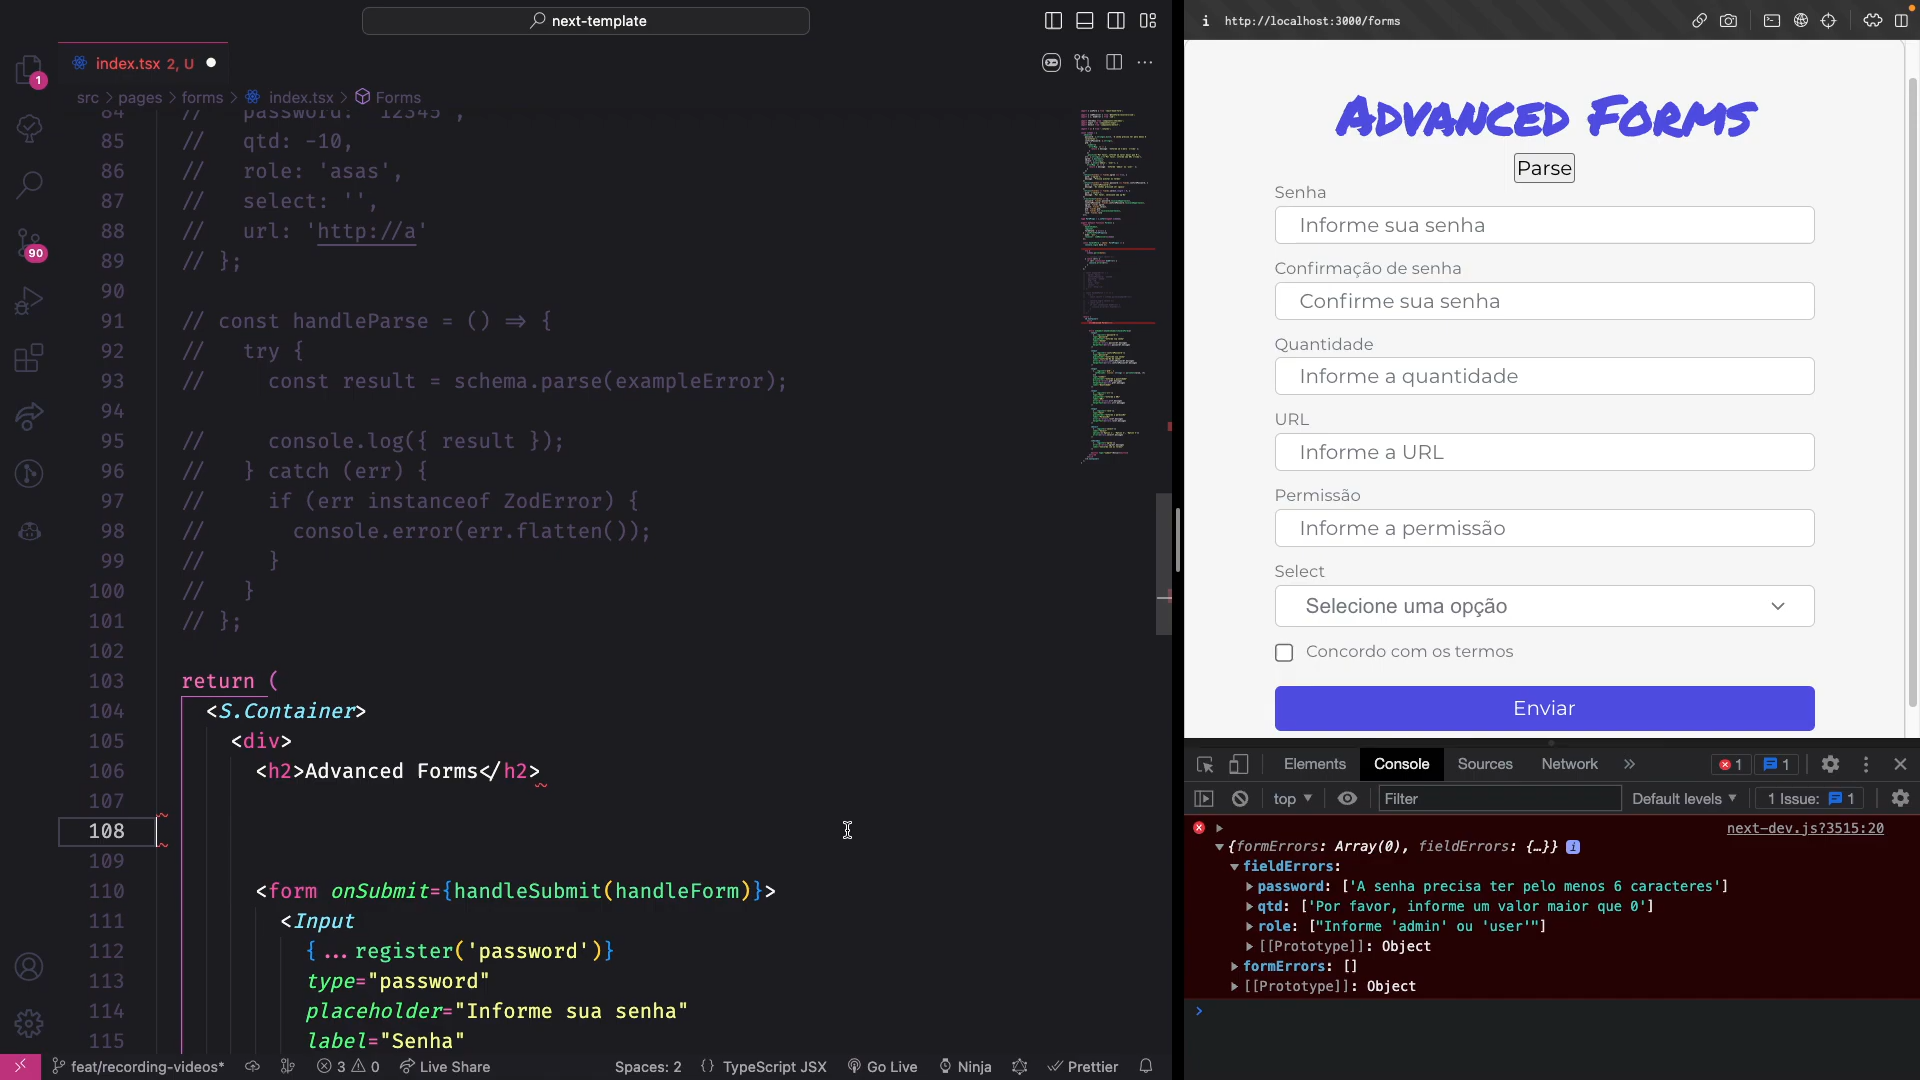 next-template
index.tsx 2, U
src > pages > forms > index.tsx > Forms
84 // password: '12345',
85 // qtd: -10,
86 // role: 'asas',
87 // select: '',
88 // url: 'http://a'
89 // };
90
91 // const handleParse = () => {
92 // try {
93 // const result = schema.parse(exampleError);
94
95 // console.log({ result });
96 // } catch (err) {
97 // if (err instanceof ZodError) {
98 // console.error(err.flatten());
99 // }
100 // }
101 // };
102
103 return (
104 <S.Container>
105 <div>
106 <h2>Advanced Forms</h2>
107
108
109
110 <form onSubmit={handleSubmit(handleForm)}>
111 <Input
112 {...register('password')}
113 type="password"
114 placeholder="Informe sua senha"
115 label="Senha"
1
90
feat/recording-videos*
3
0
Live Share
Spaces: 2
{} TypeScript JSX
Go Live
Ninja
Prettier
http://localhost:3000/forms
Advanced Forms
Parse
Senha
Informe sua senha
Confirmação de senha
Confirme sua senha
Quantidade
Informe a quantidade
URL
Informe a URL
Permissão
Informe a permissão
Select
Selecione uma opção
Concordo com os termos
Enviar
Elements Console Sources Network » 1 1
top Filter Default levels 1 Issue: 1
next-dev.js?3515:20
{formErrors: Array(0), fieldErrors: {…}} i
fieldErrors:
password: ['A senha precisa ter pelo menos 6 caracteres']
qtd: ['Por favor, informe um valor maior que 0']
role: ["Informe 'admin' ou 'user'"]
[[Prototype]]: Object
formErrors: []
[[Prototype]]: Object